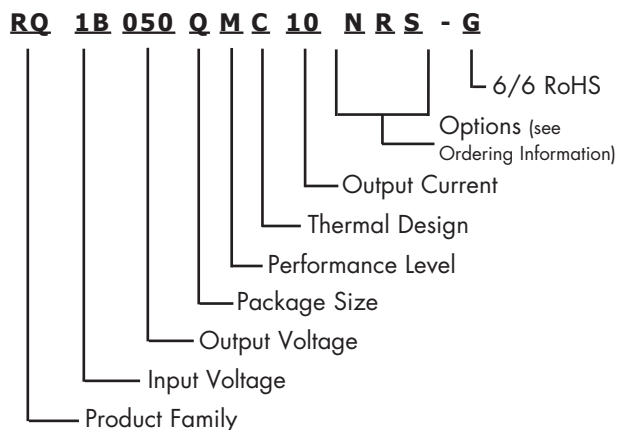 RQ 1B 050 Q M C 10 N R S - G
6/6 RoHS
Options (see
Ordering Information)
Output Current
Thermal Design
Performance Level
Package Size
Output Voltage
Input Voltage
Product Family